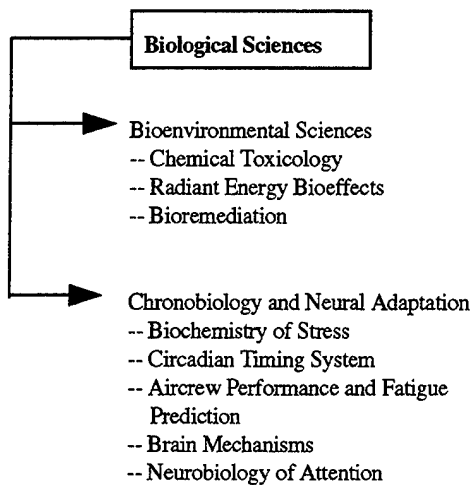 Biological Sciences
Bioenvironmental Sciences
-- Chemical Toxicology
-- Radiant Energy Bioeffects
-- Bioremediation
Chronobiology and Neural Adaptation
-- Biochemistry of Stress
-- Circadian Timing System
-- Aircrew Performance and Fatigue
Prediction
-- Brain Mechanisms
-- Neurobiology of Attention